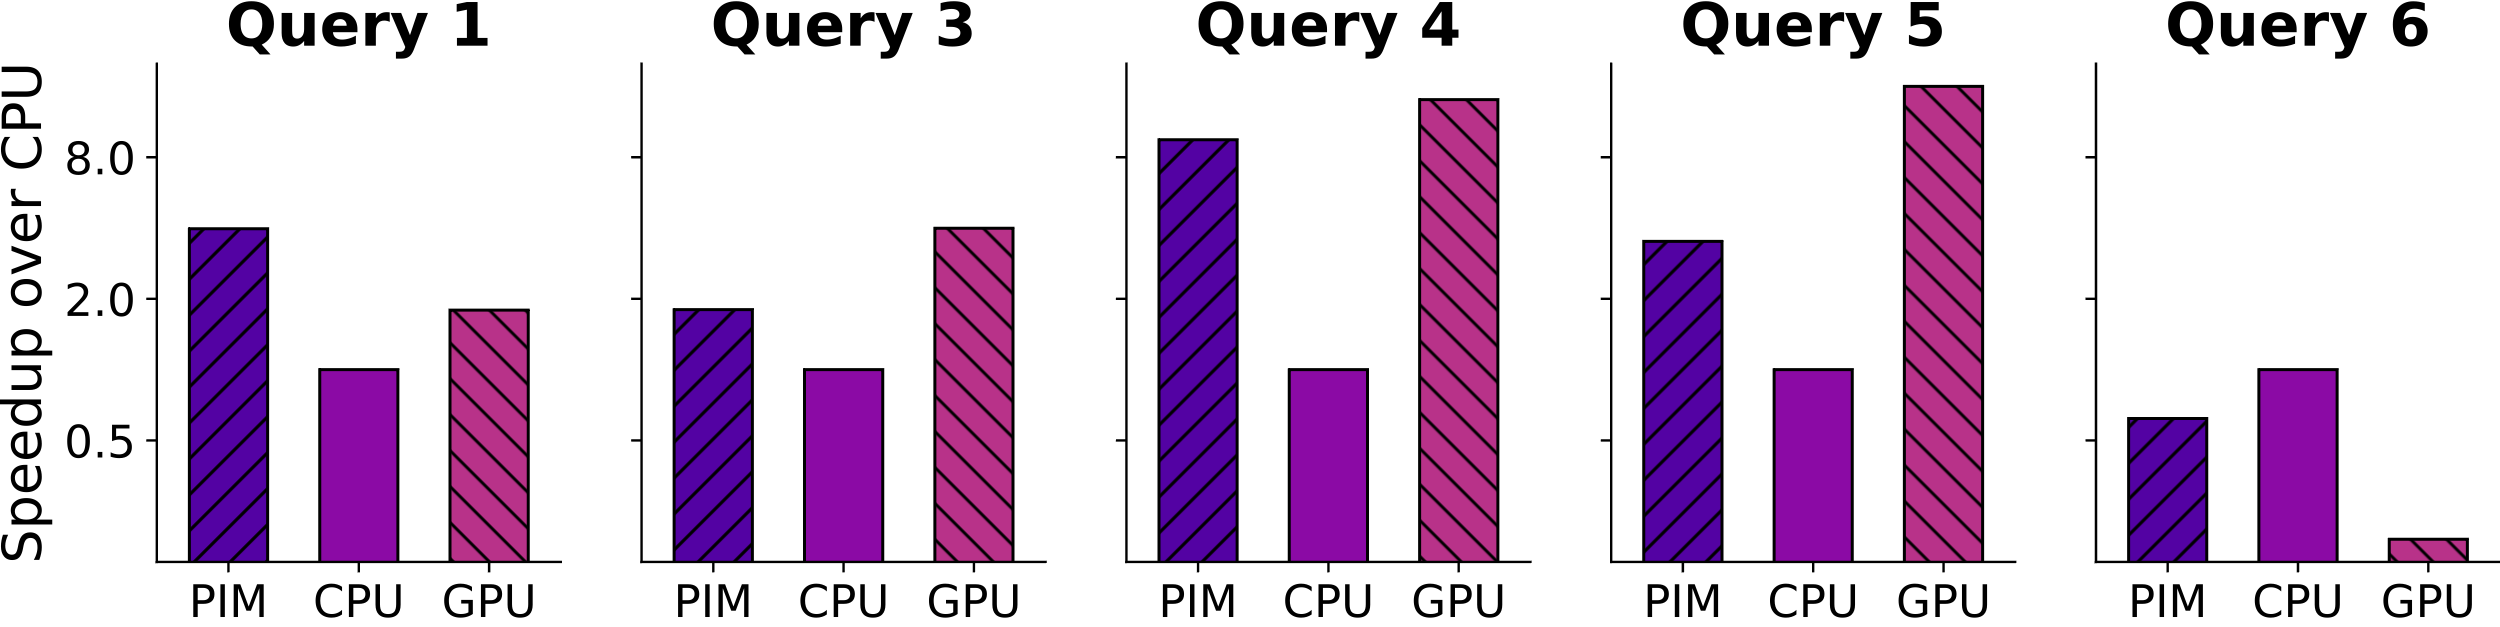 Query 1
Query 3
Query 4
Query 5
Query 6
Speedup over CPU
8.0
2.0
0.5
PIM CPU GPU
PIM CPU GPU
PIM CPU GPU
PIM CPU GPU
PIM CPU GPU